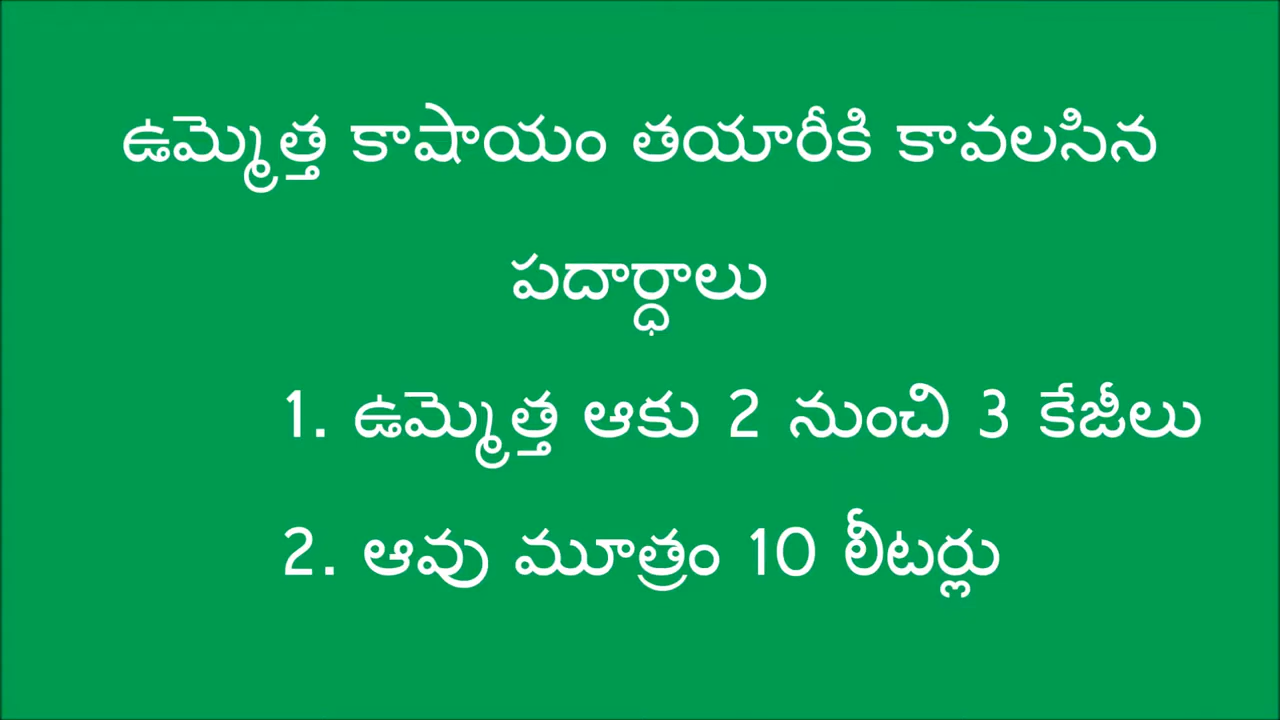 ఉమ్మెత్త కాషాయం తయారీకి కావలసిన
పదార్ధాలు
1. ఉమ్మెత్త ఆకు 2 నుంచి 3 కేజీలు
2. ఆవు మూత్రం 10 లీటర్లు